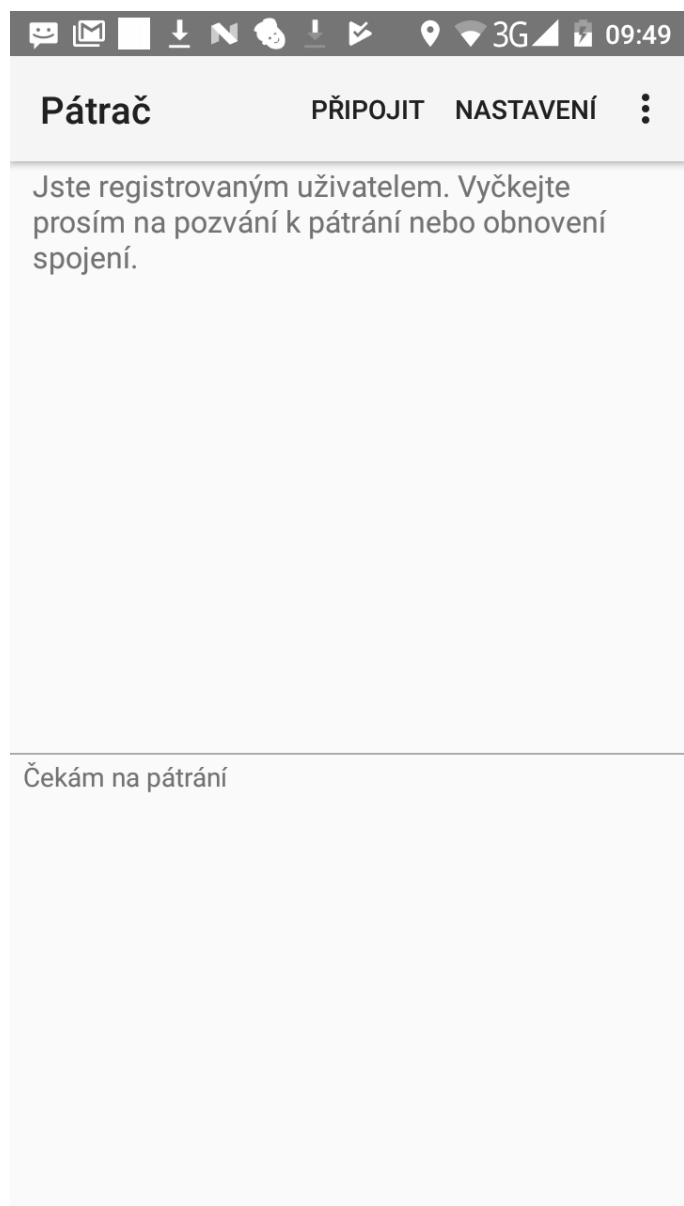 3G 09:49
Pátrač PŘIPOJIT NASTAVENÍ
Jste registrovaným uživatelem. Vyčkejte
prosím na pozvání k pátrání nebo obnovení
spojení.
Čekám na pátrání